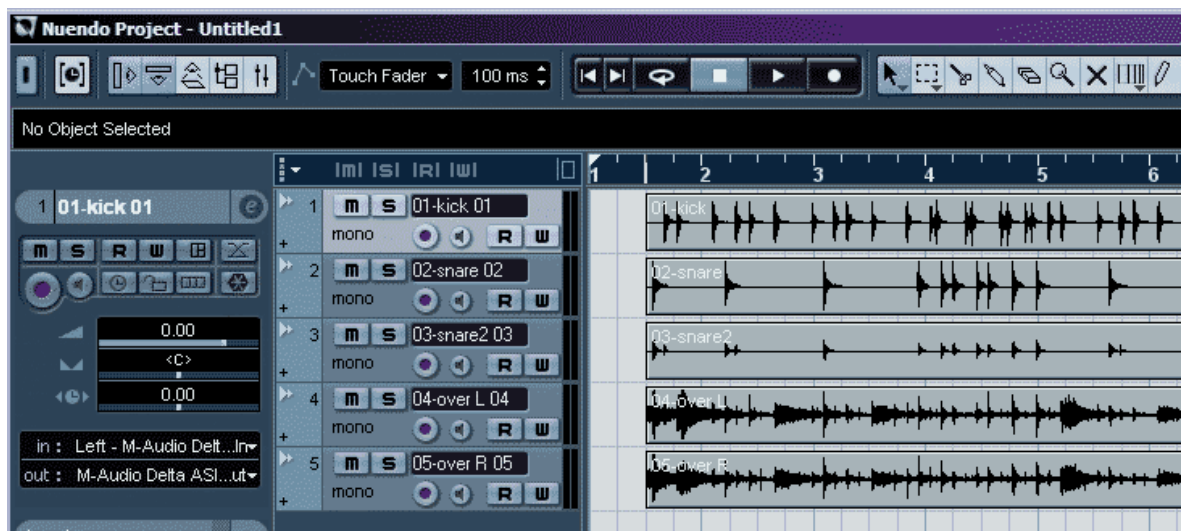 Nuendo Project - Untitled1
Touch Fader 100 ms
No Object Selected
1 01-kick 01 e
M S R W
0.00
<C>
0.00
in : Left - M-Audio Delt...In
out : M-Audio Delta ASI...ut
|M| |S| |R| |W|
1 M S 01-kick 01
mono R W
2 M S 02-snare 02
mono R W
3 M S 03-snare2 03
mono R W
4 M S 04-over L 04
mono R W
5 M S 05-over R 05
mono R W
1 2 3 4 5 6
01-kick
02-snare
03-snare2
04-over L
05-over R